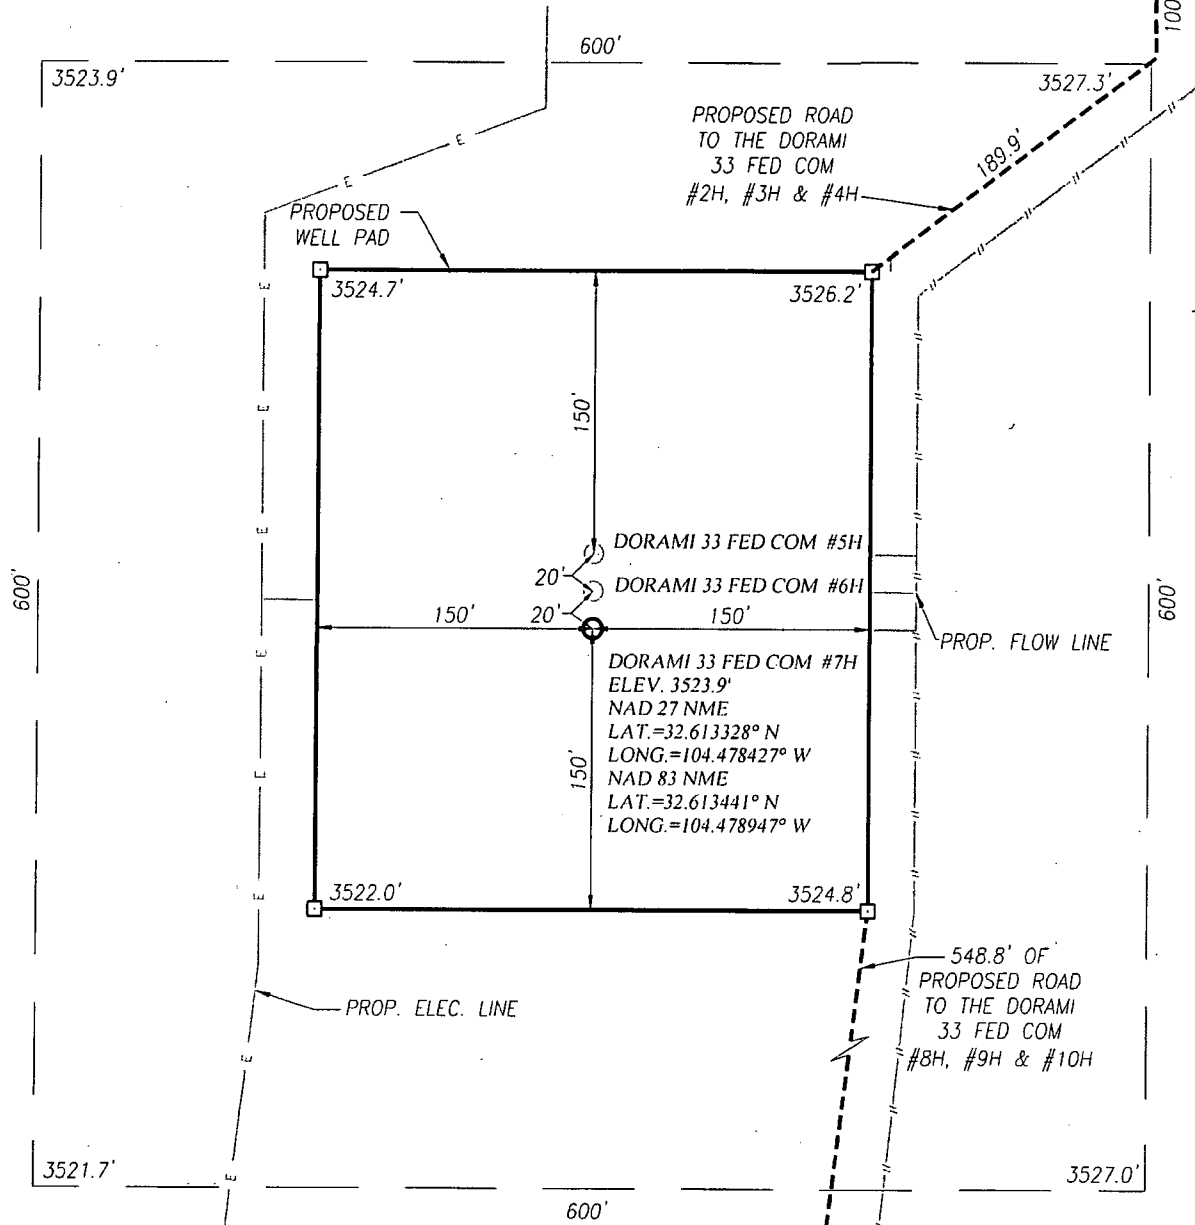 100
600'
3523.9'
3527.3'
PROPOSED ROAD
TO THE DORAMI
33 FED COM
#2H, #3H & #4H
189.9'
E
E
PROPOSED
WELL PAD
3524.7'
3526.2'
E
E
150'
E
DORAMI 33 FED COM #5H
20'
DORAMI 33 FED COM #6H
600'
600'
20'
150'
150'
PROP. FLOW LINE
E
DORAMI 33 FED COM #7H
ELEV. 3523.9'
NAD 27 NME
LAT.=32.613328° N
LONG.=104.478427° W
NAD 83 NME
LAT.=32.613441° N
LONG.=104.478947° W
150'
E
E
3522.0'
3524.8'
548.8' OF
PROPOSED ROAD
TO THE DORAMI
33 FED COM
#8H, #9H & #10H
PROP. ELEC. LINE
E
3521.7'
E
3527.0'
600'